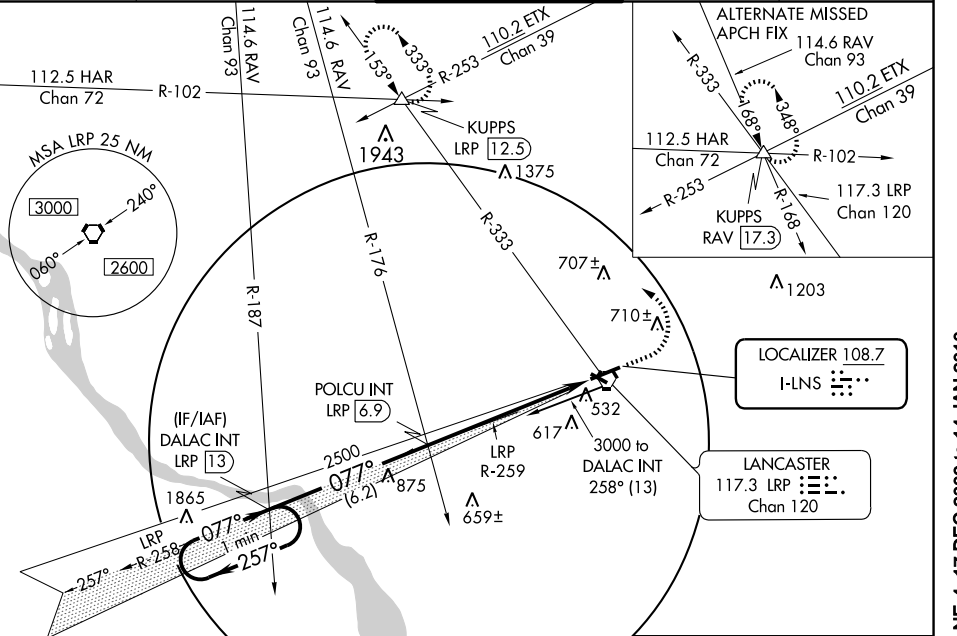 114.6 RAV
Chan 93
114.6 RAV
Chan 93
153°
333°
110.2 ETX
Chan 39
R-253
112.5 HAR
Chan 72
R-102
KUPPS
LRP 12.5
1943
1375
MSA LRP 25 NM
3000
240°
060°
2600
R-187
R-176
R-333
707±
710±
ALTERNATE MISSED
APCH FIX
114.6 RAV
Chan 93
R-333
168°
348°
110.2 ETX
Chan 39
112.5 HAR
Chan 72
R-102
R-253
117.3 LRP
Chan 120
KUPPS
RAV 17.3
R-168
1203
LOCALIZER 108.7
I-LNS
POLCU INT
LRP 6.9
(IF/IAF)
DALAC INT
LRP 13
532
617
3000 to
DALAC INT
258° (13)
LRP
R-259
2500
077°
(6.2)
875
659±
1865
LANCASTER
117.3 LRP
Chan 120
LRP
R-258
257°
077°
1 min
257°